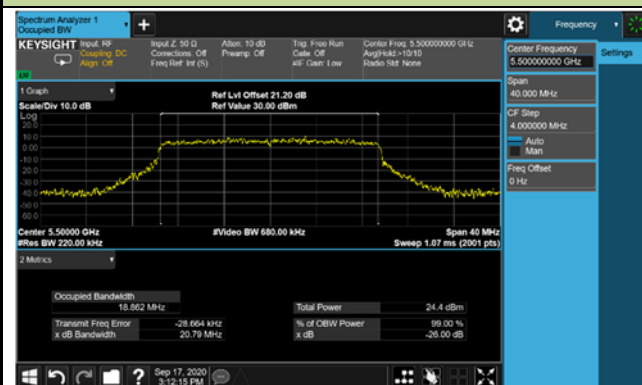 Spectrum Analyzer 1
Occupied BW
+
Frequency
KEYSIGHT
Input: RF
Coupling: DC
Align: Off
Input Z: 50 Ω
Corrections: Off
Freq Ref: Int (S)
Atten: 10 dB
Preamp: Off
Trig: Free Run
Gate: Off
#IF Gain: Low
Center Freq: 5.500000000 GHz
Avg|Hold:>10/10
Radio Std: None
Center Frequency
5.500000000 GHz
Settings
Span
40.000 MHz
CF Step
4.000000 MHz
Auto
Man
Freq Offset
0 Hz
1 Graph
Scale/Div 10.0 dB
Ref Lvl Offset 21.20 dB
Ref Value 30.00 dBm
Log
20.0
10.0
0.00
-10.0
-20.0
-30.0
-40.0
-50.0
-60.0
Center 5.50000 GHz
#Res BW 220.00 kHz
#Video BW 680.00 kHz
Span 40 MHz
Sweep 1.07 ms (2001 pts)
2 Metrics
Occupied Bandwidth
18.862 MHz
Total Power
24.4 dBm
Transmit Freq Error
-28.664 kHz
% of OBW Power
99.00 %
x dB Bandwidth
20.79 MHz
x dB
-26.00 dB
?
Sep 17, 2020
3:12:15 PM